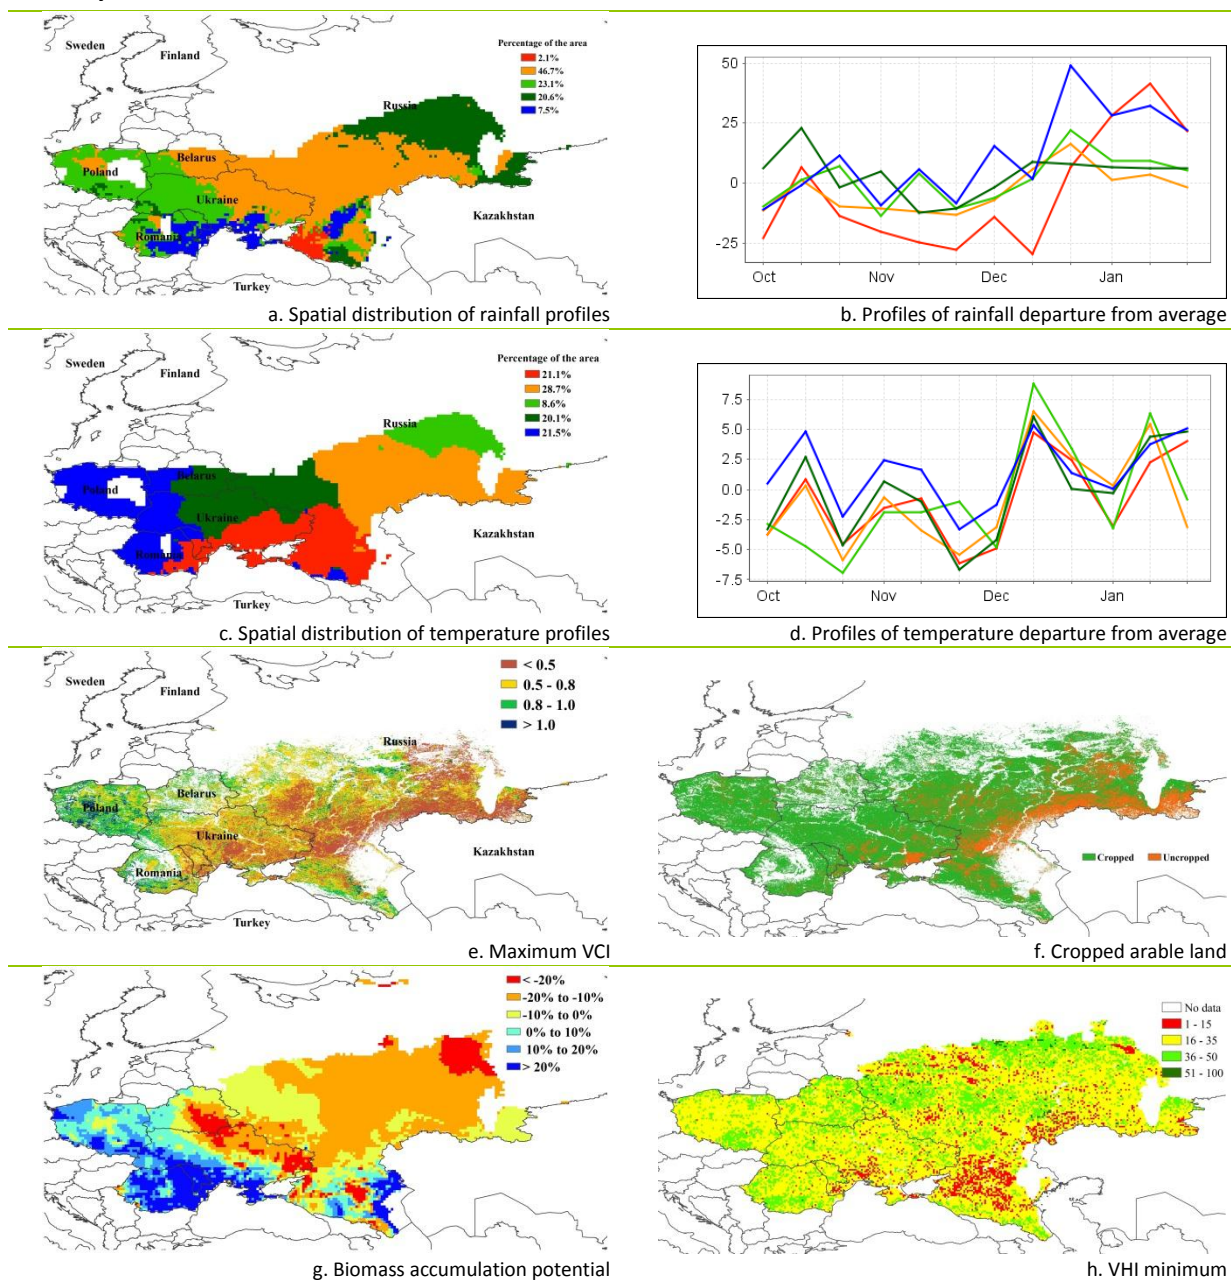 Sweden
Finland
Russia
Belarus
Poland
Ukraine
Romania
Kazakhstan
Turkey
Percentage of the area
2.1%
46.7%
23.1%
20.6%
7.5%
a. Spatial distribution of rainfall profiles
50
25
0
-25
Oct Nov Dec Jan
b. Profiles of rainfall departure from average
Sweden
Finland
Russia
Belarus
Poland
Ukraine
Romania
Kazakhstan
Turkey
Percentage of the area
21.1%
28.7%
8.6%
20.1%
21.5%
c. Spatial distribution of temperature profiles
7.5
5.0
2.5
0.0
-2.5
-5.0
-7.5
Oct Nov Dec Jan
d. Profiles of temperature departure from average
Sweden
Finland
Russia
Belarus
Poland
Ukraine
Romania
Kazakhstan
Turkey
< 0.5
0.5 - 0.8
0.8 - 1.0
> 1.0
e. Maximum VCI
Cropped Uncropped
f. Cropped arable land
< -20%
-20% to -10%
-10% to 0%
0% to 10%
10% to 20%
> 20%
g. Biomass accumulation potential
No data
1 - 15
16 - 35
36 - 50
51 - 100
h. VHI minimum